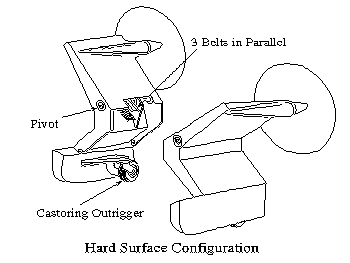 3 Belts in Parallel
Pivot
Castoring Outrigger
Hard Surface Configuration